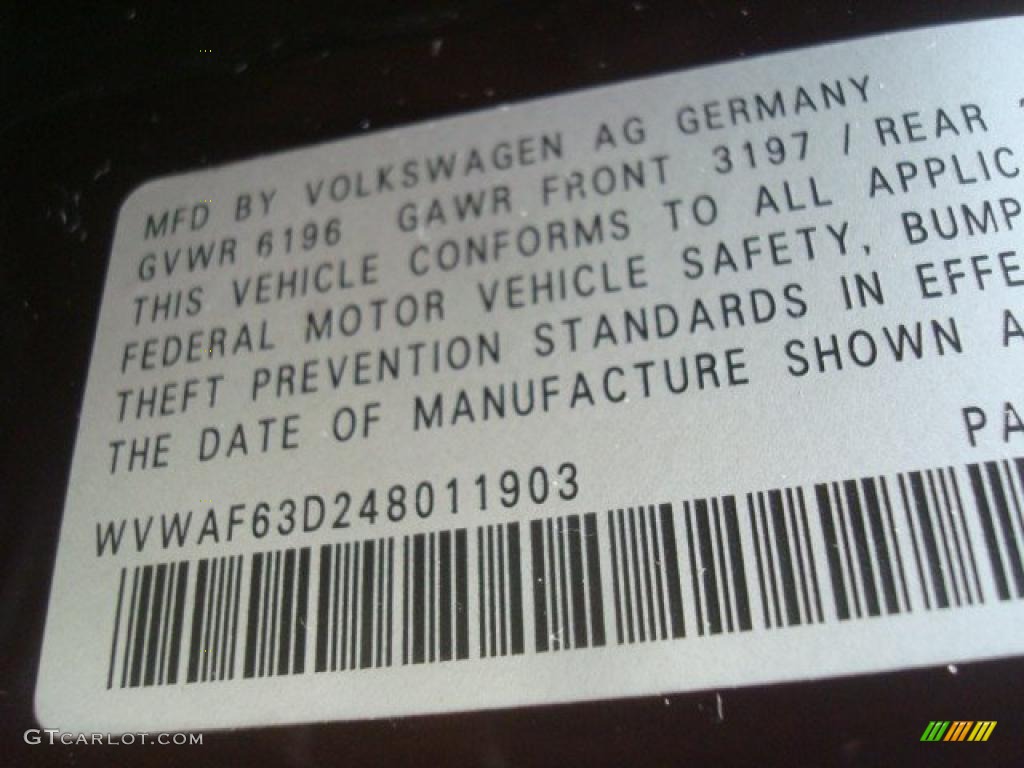 MFD BY VOLKSWAGEN AG GERMANY
GVWR 6196 GAWR FRONT 3197 / REAR
THIS VEHICLE CONFORMS TO ALL APPLIC
FEDERAL MOTOR VEHICLE SAFETY, BUMP
THEFT PREVENTION STANDARDS IN EFFE
THE DATE OF MANUFACTURE SHOWN A
PA
WVWAF63D248011903
GTCARLOT.COM